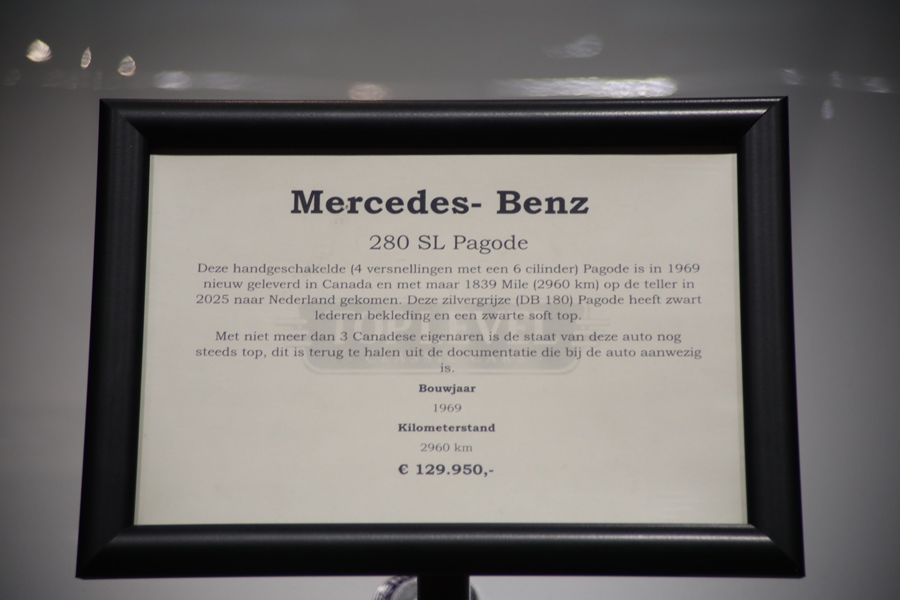 Mercedes- Benz
280 SL Pagode
Deze handgeschakelde (4 versnellingen met een 6 cilinder) Pagode is in 1969
nieuw geleverd in Canada en met maar 1839 Mile (2960 km) op de teller in
2025 naar Nederland gekomen. Deze zilvergrijze (DB 180) Pagode heeft zwart
lederen bekleding en een zwarte soft top.
Met niet meer dan 3 Canadese eigenaren is de staat van deze auto nog
steeds top, dit is terug te halen uit de documentatie die bij de auto aanwezig
is.
Bouwjaar
1969
Kilometerstand
2960 km
€ 129.950,-